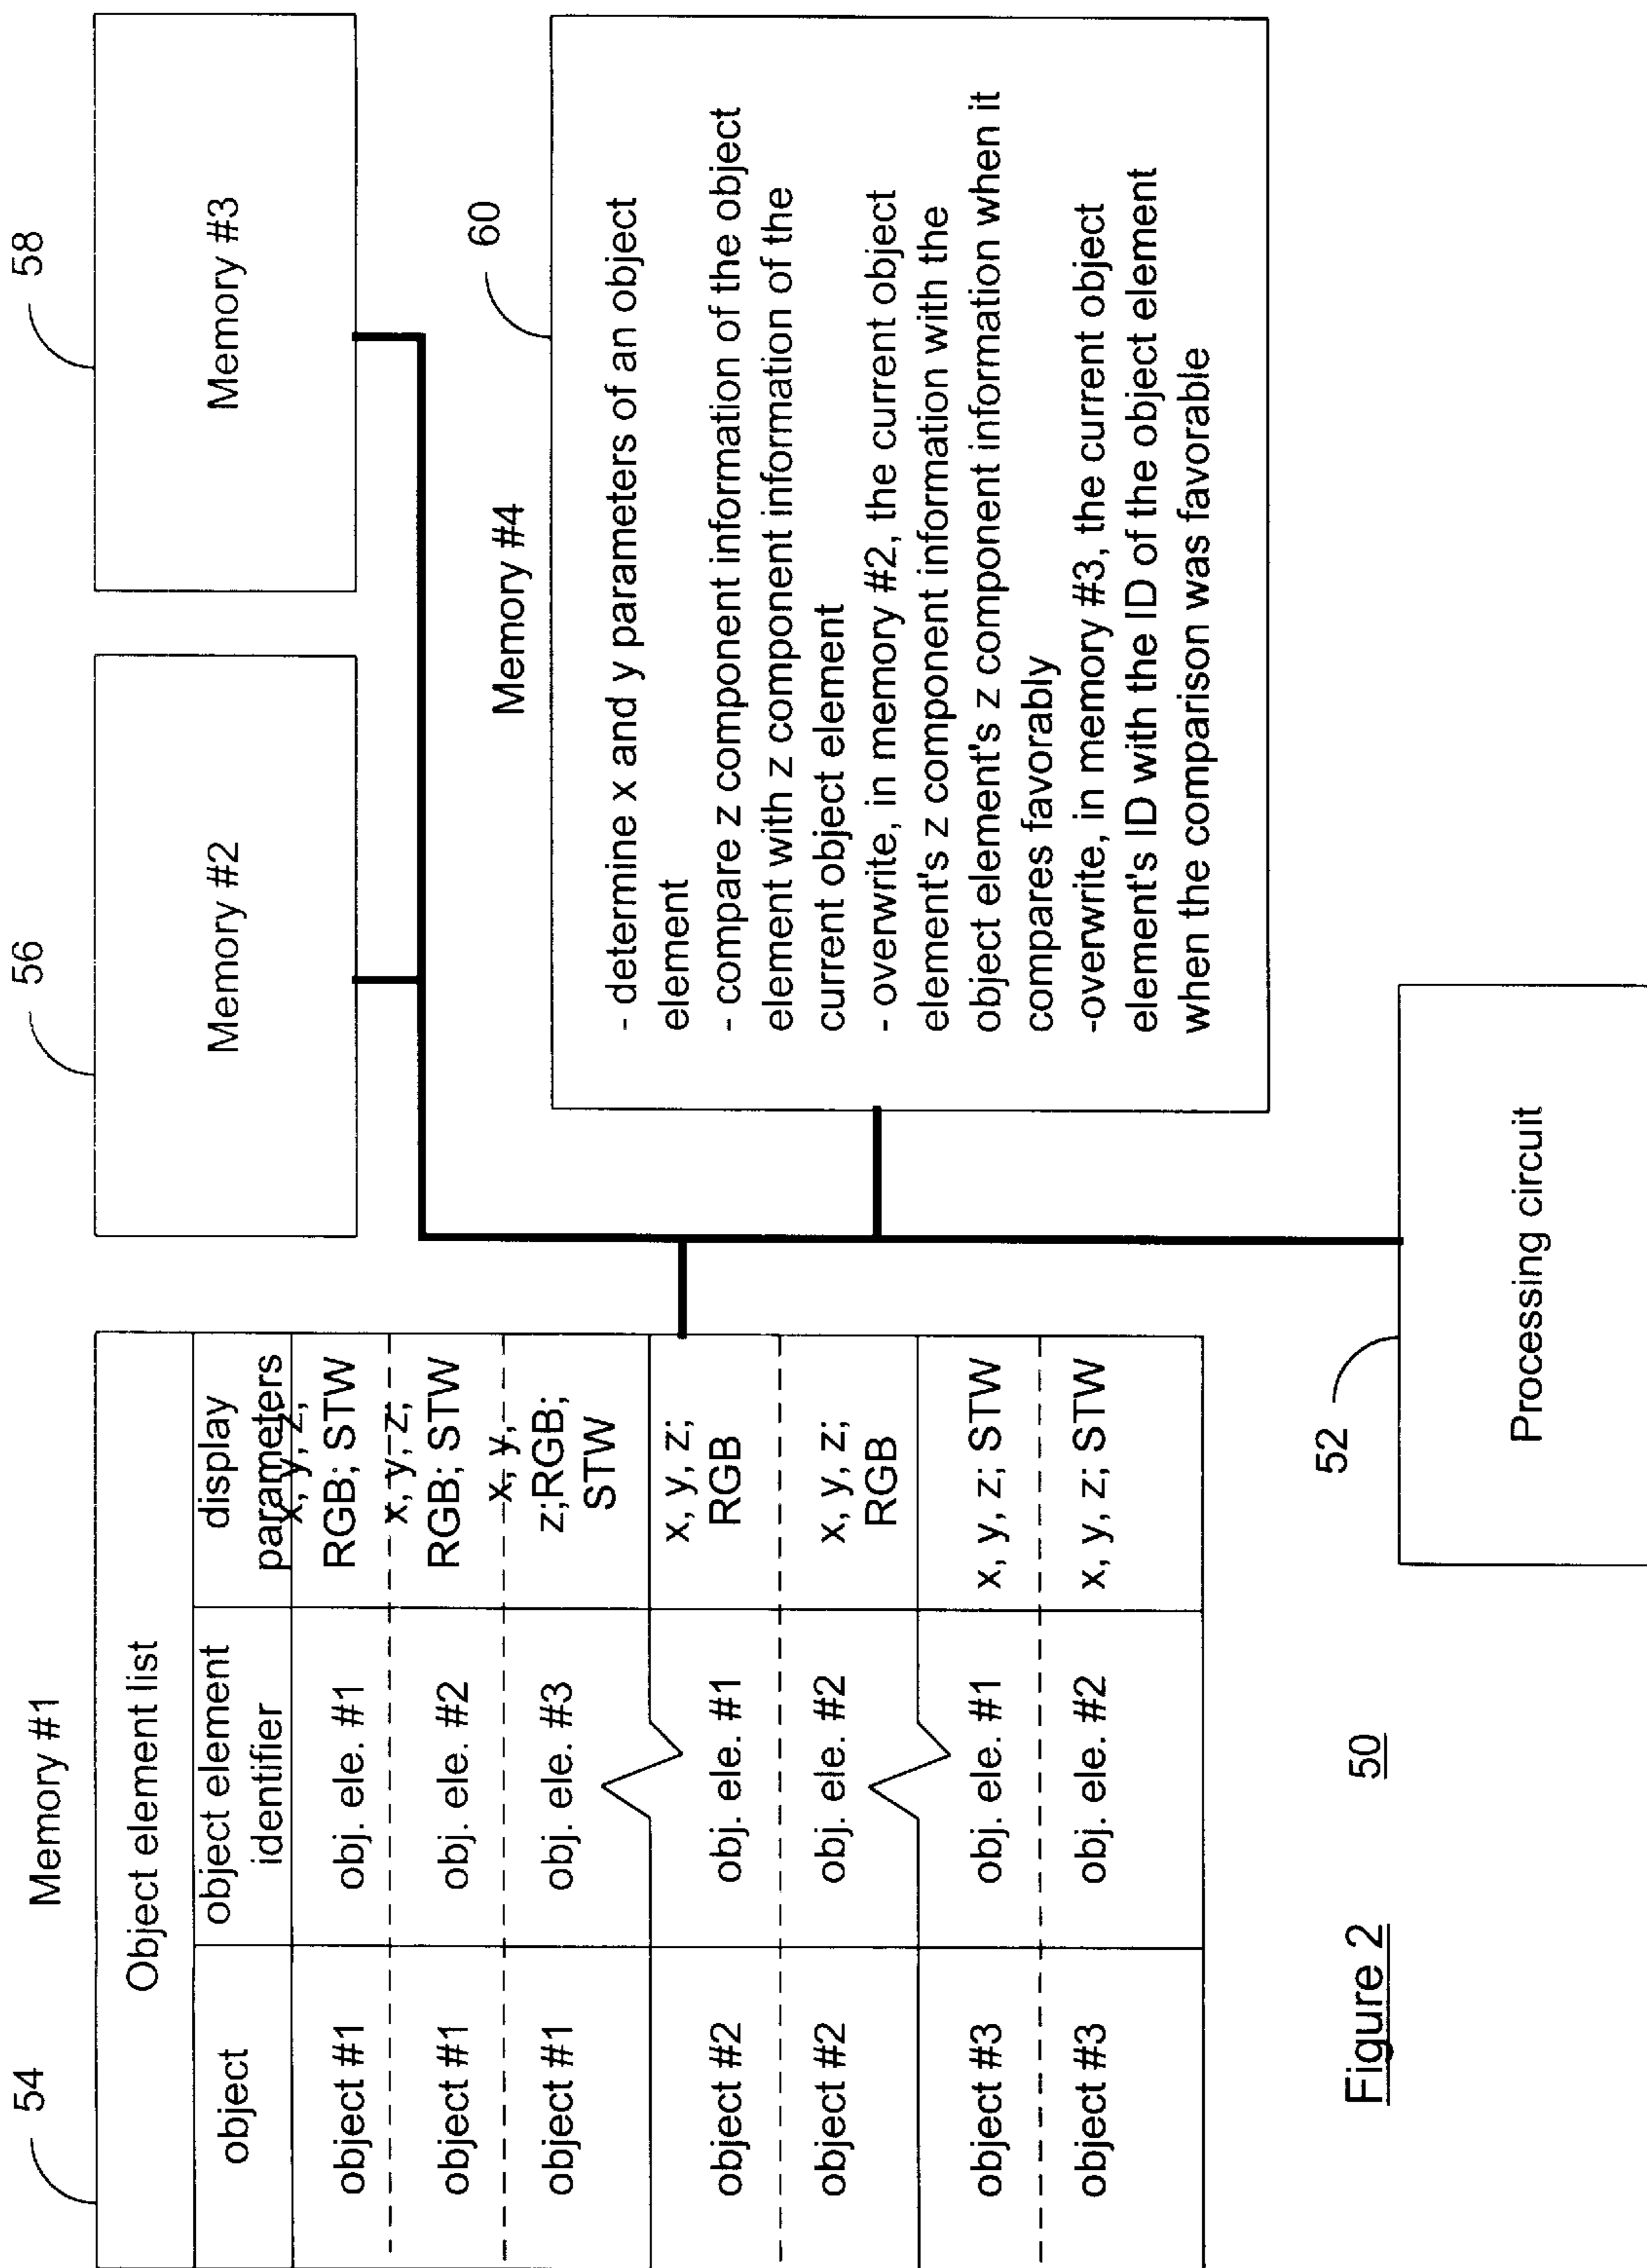 54
Memory #1
Object element list
object
object element
identifier
display
parameters
object #1
obj. ele. #1
x, y, z;
RGB; STW
object #1
obj. ele. #2
x, y, z;
RGB; STW
object #1
obj. ele. #3
x, y,
z;RGB;
STW
object #2
obj. ele. #1
x, y, z;
RGB
object #2
obj. ele. #2
x, y, z;
RGB
object #3
obj. ele. #1
x, y, z; STW
object #3
obj. ele. #2
x, y, z; STW
56
Memory #2
58
Memory #3
Memory #4
60
- determine x and y parameters of an object
element
- compare z component information of the object
element with z component information of the
current object element
- overwrite, in memory #2, the current object
element's z component information with the
object element's z component information when it
compares favorably
-overwrite, in memory #3, the current object
element's ID with the ID of the object element
when the comparison was favorable
52
Processing circuit
Figure 2
50